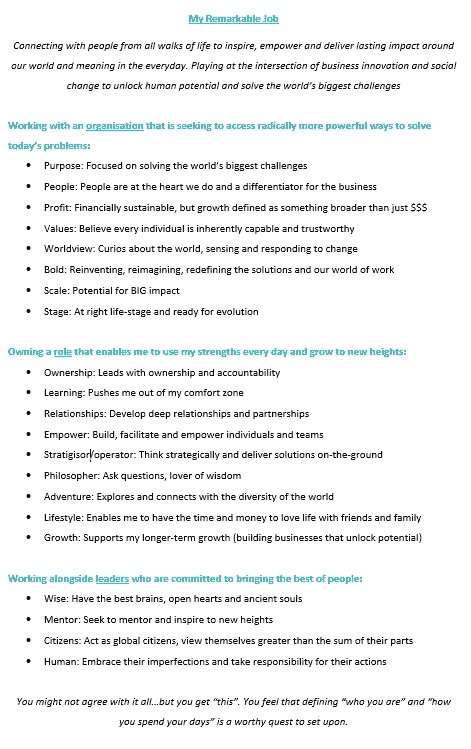 My Remarkable Job
Connecting with people from all walks of life to inspire, empower and deliver lasting impact around
our world and meaning in the everyday. Playing at the intersection of business innovation and social
change to unlock human potential and solve the world's biggest challenges
Working with an organisation that is seeking to access radically more powerful ways to solve
today's problems:
• Purpose: Focused on solving the world's biggest challenges
• People: People are at the heart we do and a differentiator for the business
• Profit: Financially sustainable, but growth defined as something broader than just $$$
• Values: Believe every individual is inherently capable and trustworthy
• Worldview: Curios about the world, sensing and responding to change
• Bold: Reinventing, reimagining, redefining the solutions and our world of work
• Scale: Potential for BIG impact
• Stage: At right life-stage and ready for evolution
Owning a role that enables me to use my strengths every day and grow to new heights:
• Ownership: Leads with ownership and accountability
• Learning: Pushes me out of my comfort zone
• Relationships: Develop deep relationships and partnerships
• Empower: Build, facilitate and empower individuals and teams
• Stratigisor/operator: Think strategically and deliver solutions on-the-ground
• Philosopher: Ask questions, lover of wisdom
• Adventure: Explores and connects with the diversity of the world
• Lifestyle: Enables me to have the time and money to love life with friends and family
• Growth: Supports my longer-term growth (building businesses that unlock potential)
Working alongside leaders who are committed to bringing the best of people:
• Wise: Have the best brains, open hearts and ancient souls
• Mentor: Seek to mentor and inspire to new heights
• Citizens: Act as global citizens, view themselves greater than the sum of their parts
• Human: Embrace their imperfections and take responsibility for their actions
You might not agree with it all...but you get "this". You feel that defining "who you are" and "how
you spend your days" is a worthy quest to set upon.